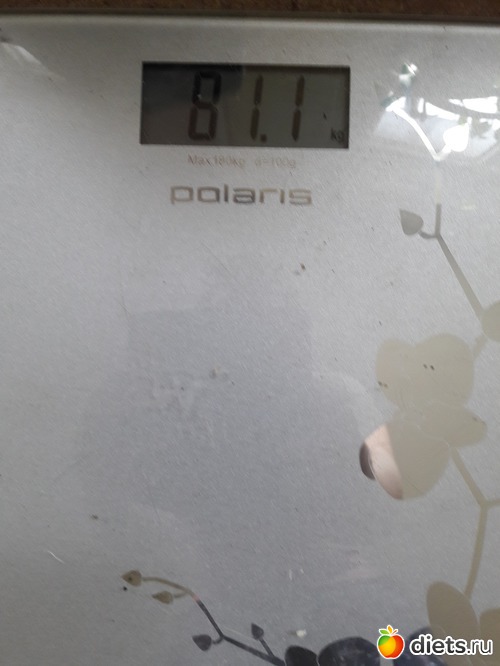 81.1 kg
Max180kg d=100g
polaris
diets.ru